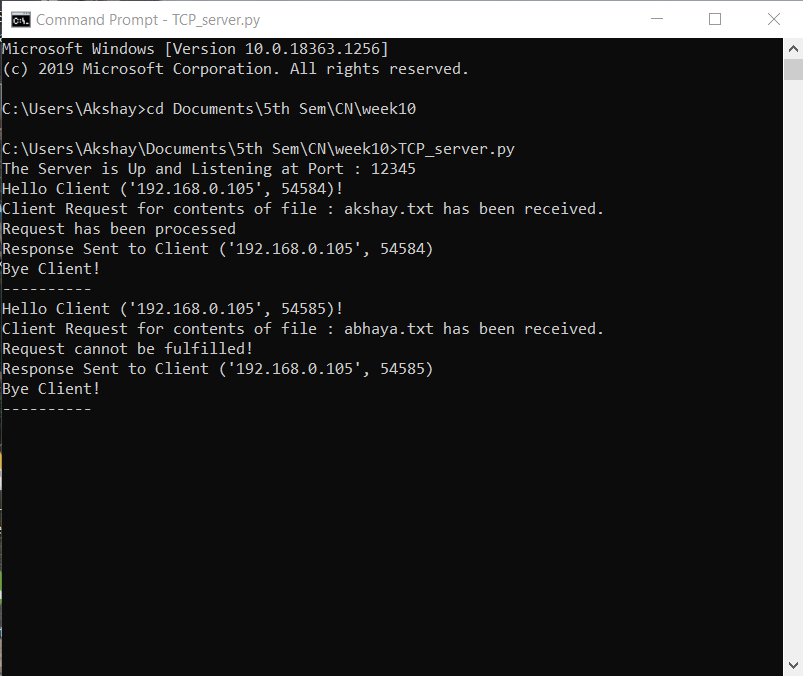 Command Prompt - TCP_server.py
Microsoft Windows [Version 10.0.18363.1256]
(c) 2019 Microsoft Corporation. All rights reserved.
C:\Users\Akshay>cd Documents\5th Sem\CN\week10
C:\Users\Akshay\Documents\5th Sem\CN\week10>TCP_server.py
The Server is Up and Listening at Port : 12345
Hello Client ('192.168.0.105', 54584)!
Client Request for contents of file : akshay.txt has been received.
Request has been processed
Response Sent to Client ('192.168.0.105', 54584)
Bye Client!
----------
Hello Client ('192.168.0.105', 54585)!
Client Request for contents of file : abhaya.txt has been received.
Request cannot be fulfilled!
Response Sent to Client ('192.168.0.105', 54585)
Bye Client!
----------